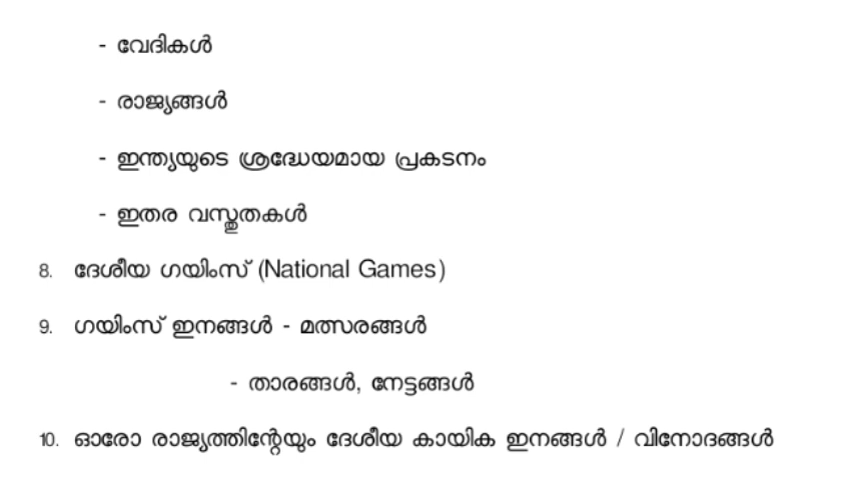 - വേദികൾ
- രാജ്യങ്ങൾ
- ഇന്ത്യയുടെ ശ്രദ്ധേയമായ പ്രകടനം
- ഇതര വസ്തുതകൾ
8. ദേശീയ ഗയിംസ് (National Games)
9. ഗയിംസ് ഇനങ്ങൾ - മത്സരങ്ങൾ
- താരങ്ങൾ, നേട്ടങ്ങൾ
10. ഓരോ രാജ്യത്തിന്റേയും ദേശീയ കായിക ഇനങ്ങൾ / വിനോദങ്ങൾ